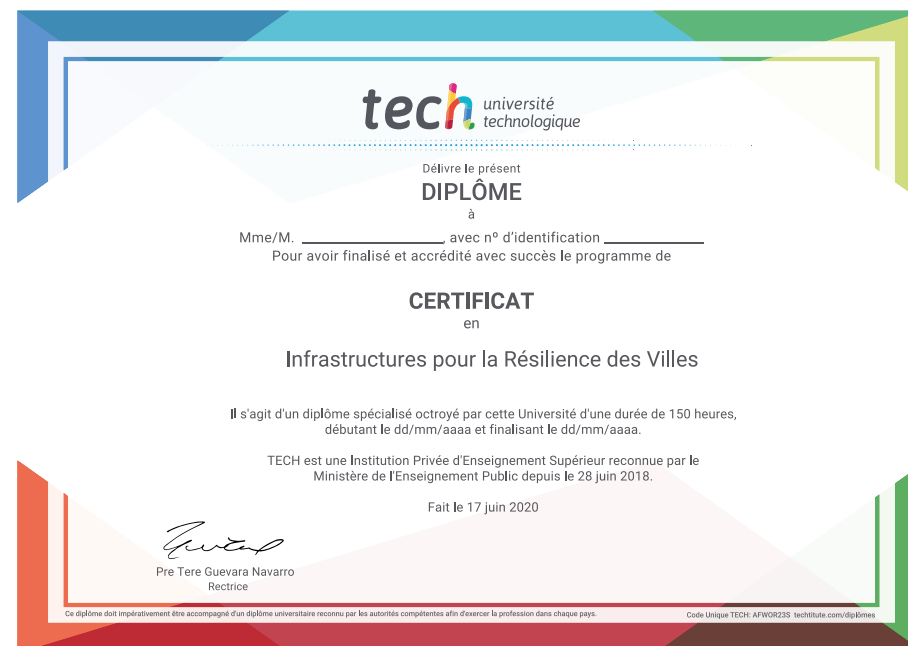 tech université
technologique
Délivre le présent
DIPLÔME
à
Mme/M. ____________________, avec nº d'identification ______________
Pour avoir finalisé et accrédité avec succès le programme de
CERTIFICAT
en
Infrastructures pour la Résilience des Villes
Il s'agit d'un diplôme spécialisé octroyé par cette Université d'une durée de 150 heures,
débutant le dd/mm/aaaa et finalisant le dd/mm/aaaa.
TECH est une Institution Privée d'Enseignement Supérieur reconnue par le
Ministère de l'Enseignement Public depuis le 28 juin 2018.
Fait le 17 juin 2020
Pre Tere Guevara Navarro
Rectrice
Ce diplôme doit impérativement être accompagné d'un diplôme universitaire reconnu par les autorités compétentes afin d'exercer la profession dans chaque pays.
Code Unique TECH: AFWOR23S techtitute.com/diplômes